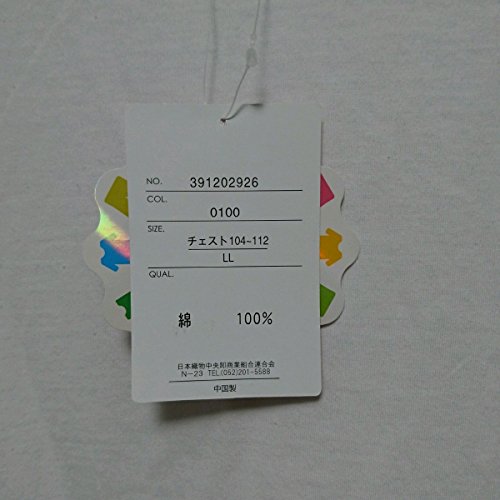 NO. 391202926
COL. 0100
SIZE. チェスト104~112
LL
QUAL.
綿 100%
日本織物中央卸商業組合連合会
N-23 TEL(052)201-5588
中国製